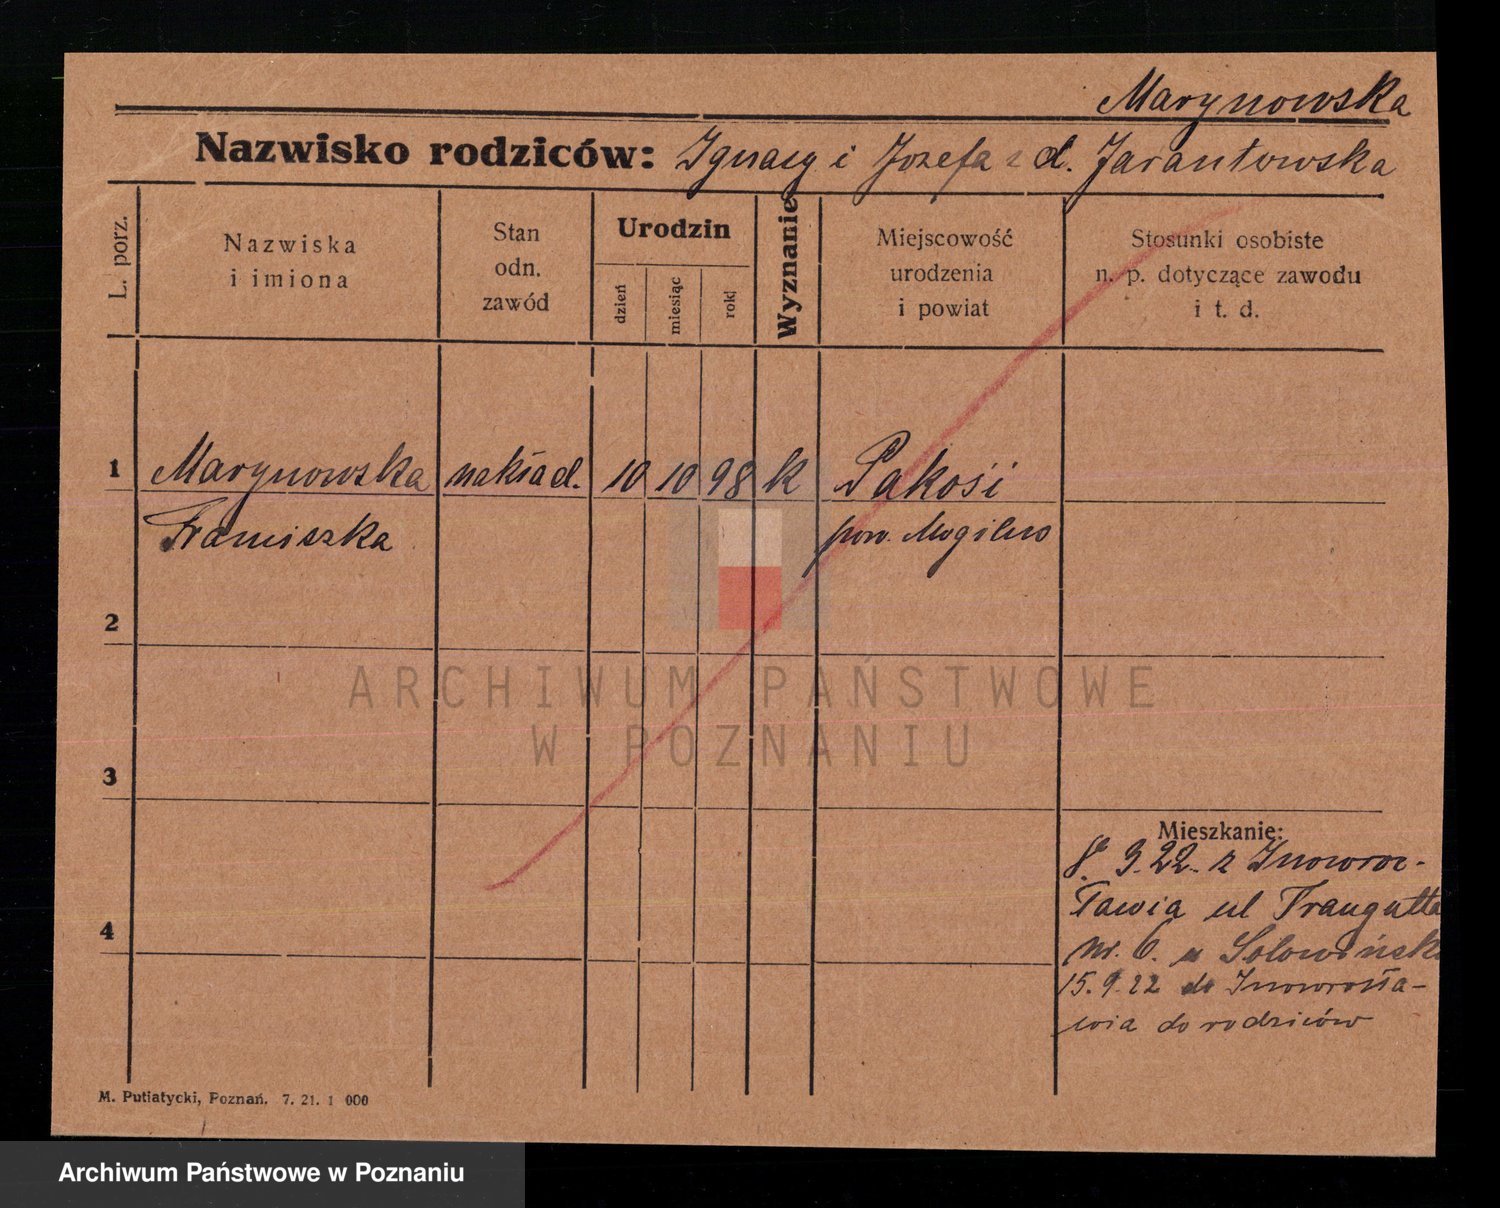 Marynowska
Nazwisko rodziców: Ignacy i Jozefa z d. Jarantowska
L. porz.
Nazwiska
i imiona
Stan
odn.
zawód
Urodzin
dzień
miesiąc
rok
Wyznanie
Miejscowość
urodzenia
i powiat
Stosunki osobiste
n. p. dotyczące zawodu
i t. d.
1 Marynowska nakład. 10 10 98 k Pakość
Franciszka pow. Mogilno
2
ARCHIWUM PAŃSTWOWE
W POZNANIU
3
Mieszkanie:
8. 9. 22. z Inowroc-
ławia ul Traugutta
4
nr. 6. u
15. 9. 22 do Inowrocła-
wia do rodziców
M. Putiatycki, Poznań. 7. 21. 1 000
Archiwum Państwowe w Poznaniu